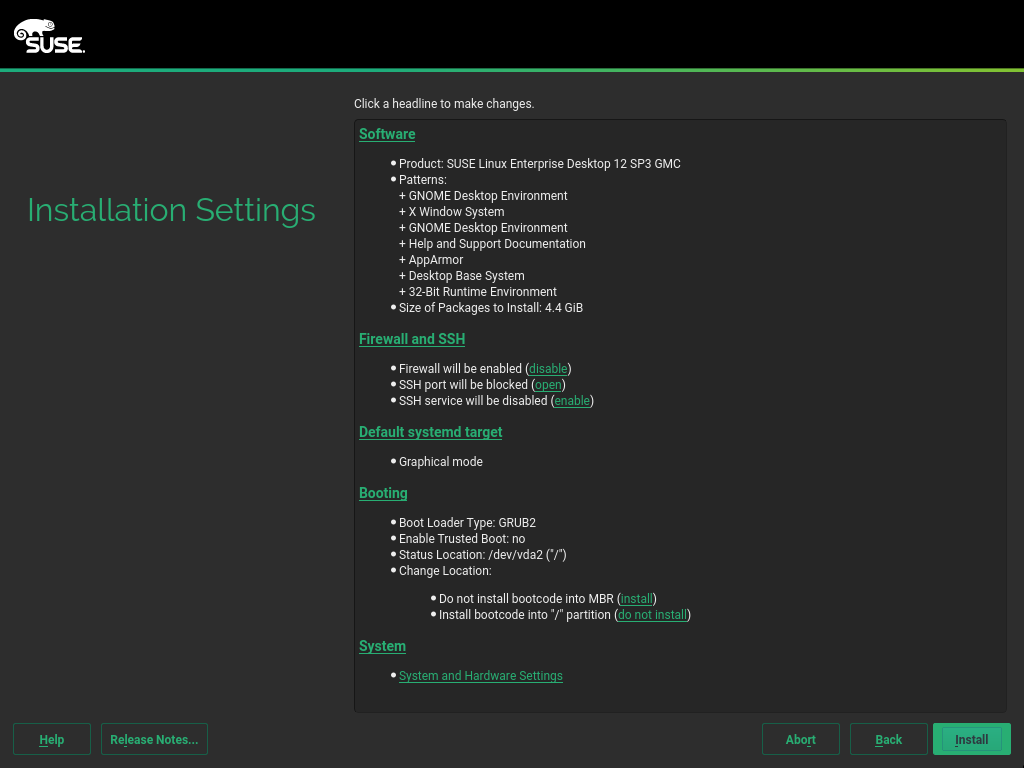 SUSE.
Click a headline to make changes.
Installation Settings
Software
Product: SUSE Linux Enterprise Desktop 12 SP3 GMC
Patterns:
+ GNOME Desktop Environment
+ X Window System
+ GNOME Desktop Environment
+ Help and Support Documentation
+ AppArmor
+ Desktop Base System
+ 32-Bit Runtime Environment
Size of Packages to Install: 4.4 GiB
Firewall and SSH
Firewall will be enabled (disable)
SSH port will be blocked (open)
SSH service will be disabled (enable)
Default systemd target
Graphical mode
Booting
Boot Loader Type: GRUB2
Enable Trusted Boot: no
Status Location: /dev/vda2 ("/")
Change Location:
Do not install bootcode into MBR (install)
Install bootcode into "/" partition (do not install)
System
System and Hardware Settings
Help Release Notes... Abort Back Install